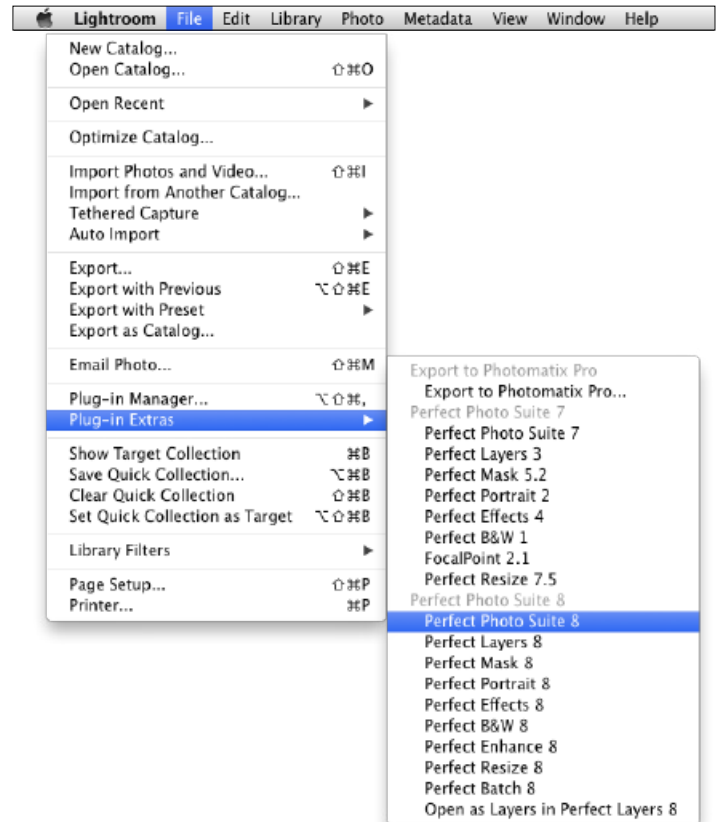 Lightroom File Edit Library Photo Metadata View Window Help
New Catalog...
Open Catalog... ⇧⌘O
Open Recent ▶
Optimize Catalog...
Import Photos and Video... ⇧⌘I
Import from Another Catalog...
Tethered Capture ▶
Auto Import ▶
Export... ⇧⌘E
Export with Previous ⌥⇧⌘E
Export with Preset ▶
Export as Catalog...
Email Photo... ⇧⌘M
Plug-in Manager... ⌥⇧⌘,
Plug-in Extras ▶
Show Target Collection ⌘B
Save Quick Collection... ⌥⌘B
Clear Quick Collection ⇧⌘B
Set Quick Collection as Target ⌥⇧⌘B
Library Filters ▶
Page Setup... ⇧⌘P
Printer... ⌘P
Export to Photomatix Pro
Export to Photomatix Pro...
Perfect Photo Suite 7
Perfect Photo Suite 7
Perfect Layers 3
Perfect Mask 5.2
Perfect Portrait 2
Perfect Effects 4
Perfect B&W 1
FocalPoint 2.1
Perfect Resize 7.5
Perfect Photo Suite 8
Perfect Photo Suite 8
Perfect Layers 8
Perfect Mask 8
Perfect Portrait 8
Perfect Effects 8
Perfect B&W 8
Perfect Enhance 8
Perfect Resize 8
Perfect Batch 8
Open as Layers in Perfect Layers 8